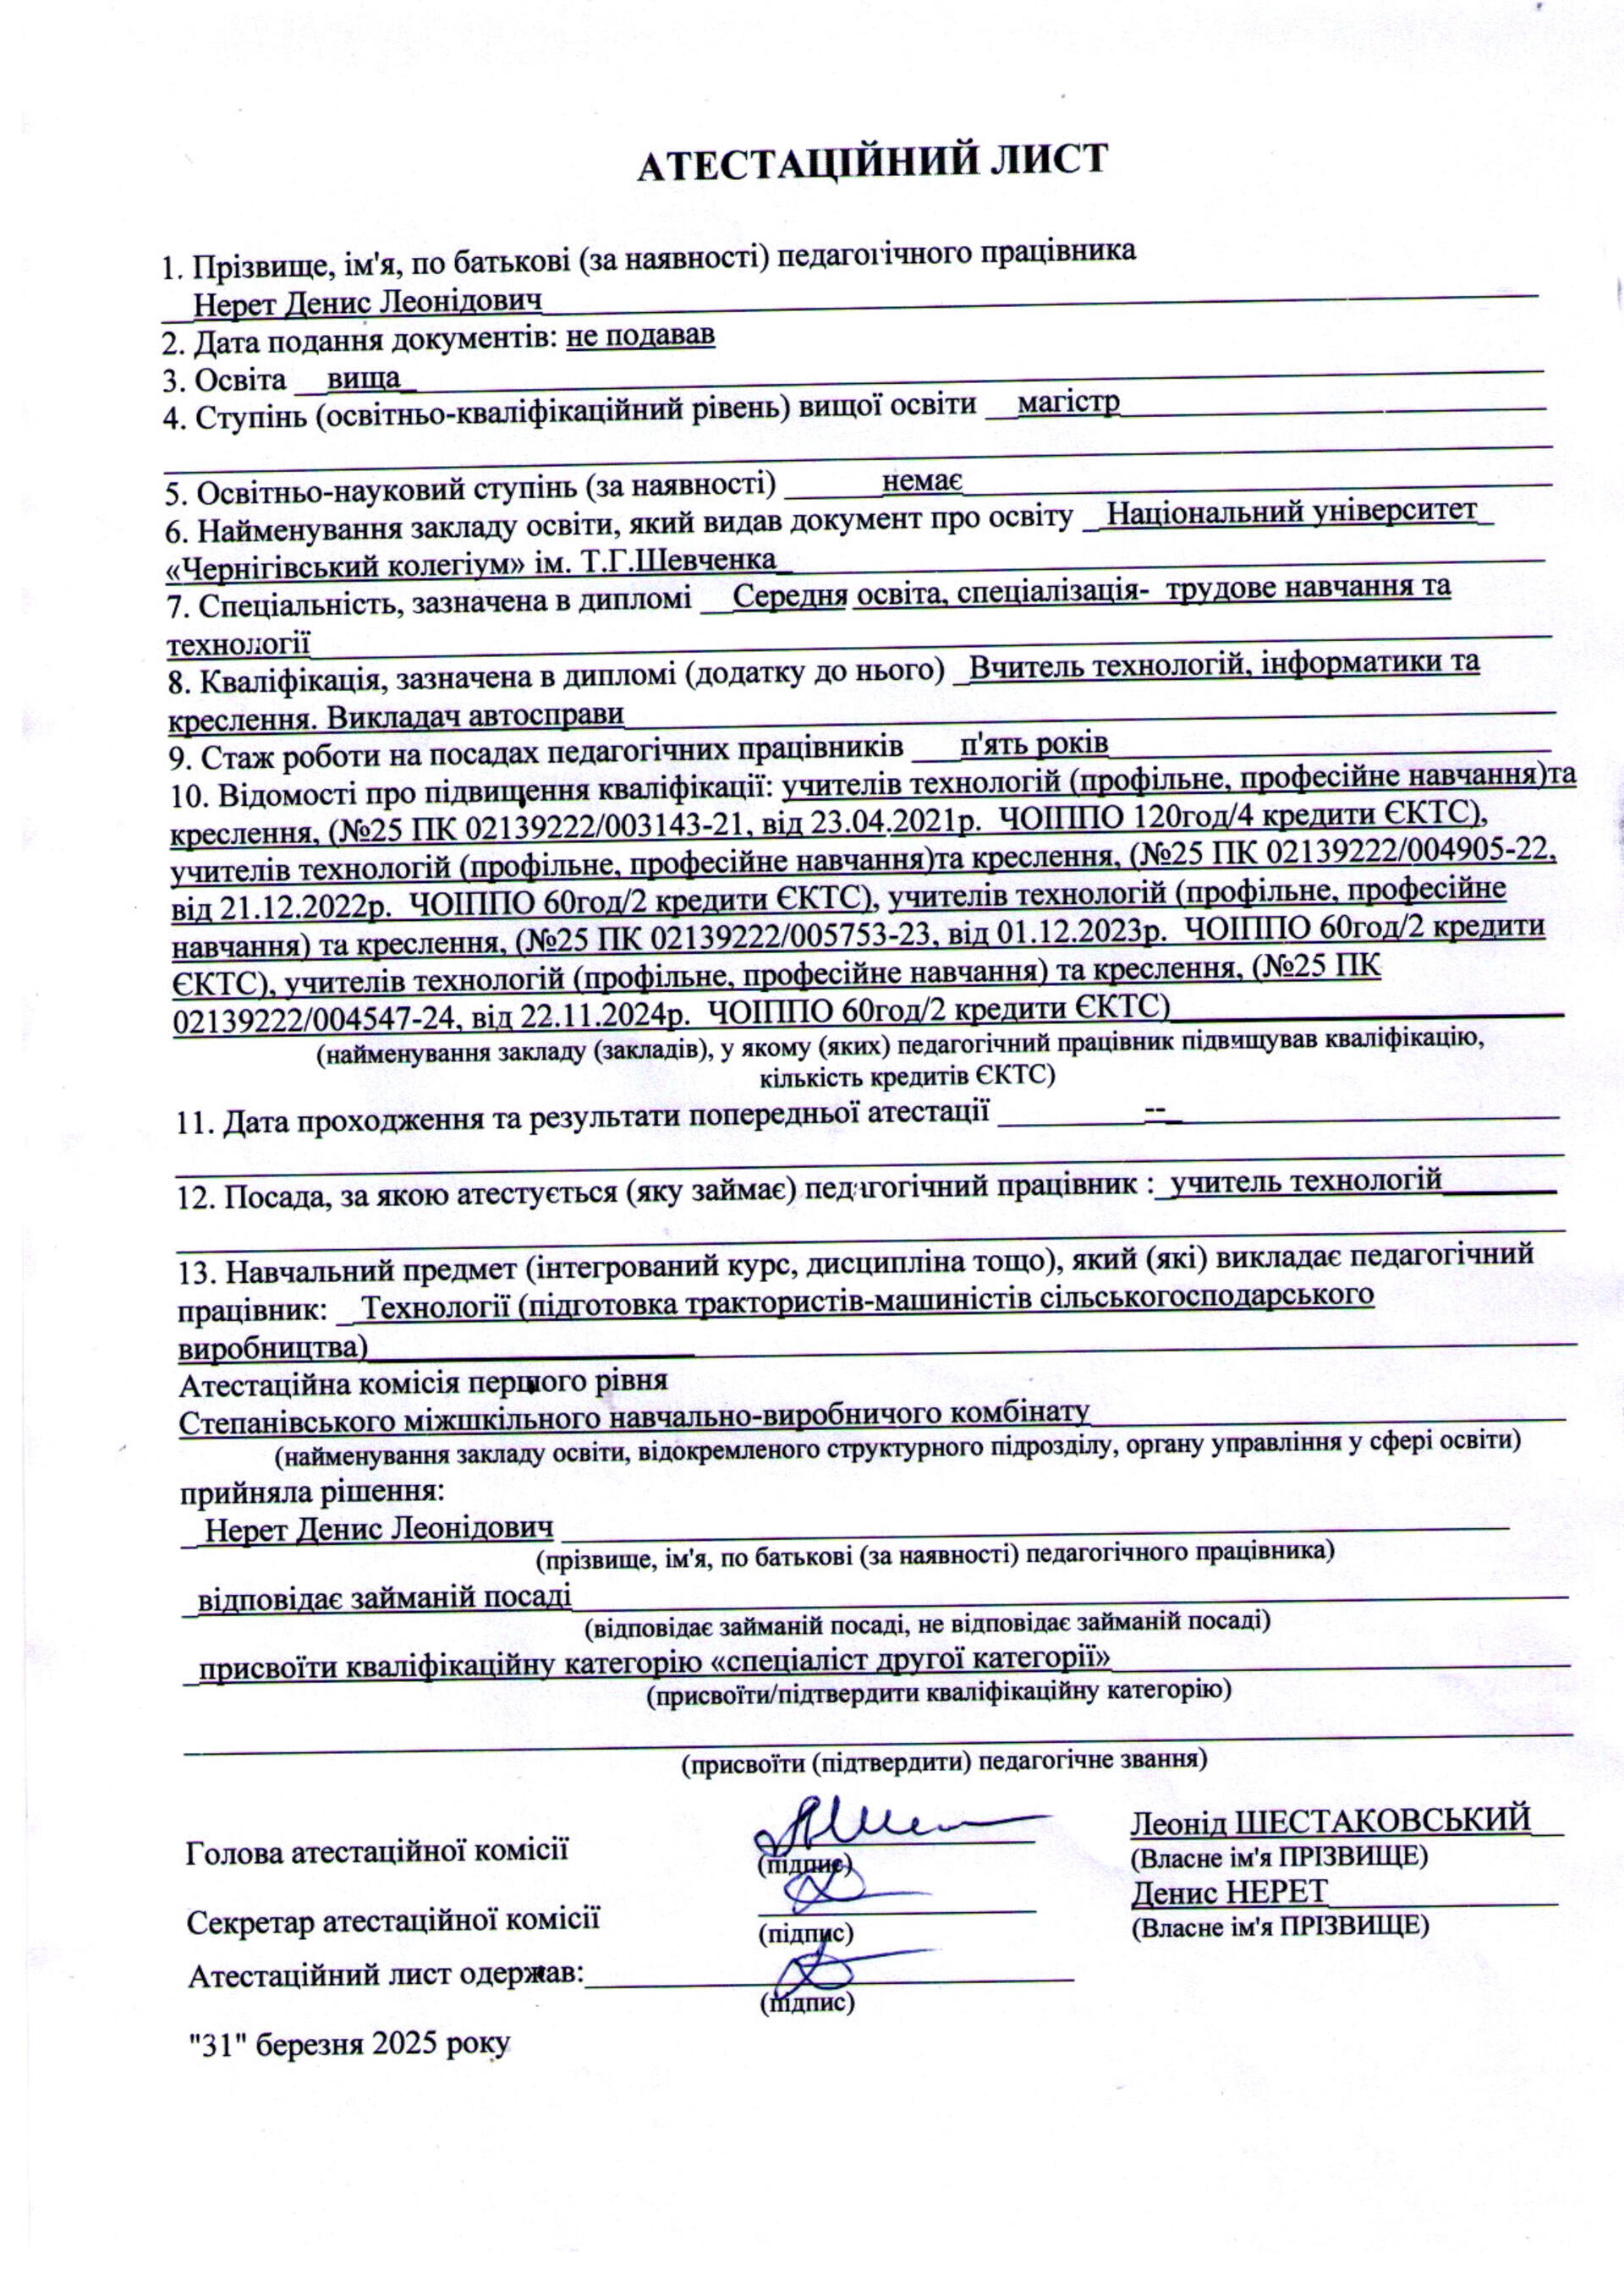 АТЕСТАЦІЙНИЙ ЛИСТ
1. Прізвище, ім'я, по батькові (за наявності) педагогічного працівника
Нерет Денис Леонідович
2. Дата подання документів: не подавав
3. Освіта вища
4. Ступінь (освітньо-кваліфікаційний рівень) вищої освіти магістр
5. Освітньо-науковий ступінь (за наявності) немає
6. Найменування закладу освіти, який видав документ про освіту Національний університет
«Чернігівський колегіум» ім. Т.Г.Шевченка
7. Спеціальність, зазначена в дипломі Середня освіта, спеціалізація- трудове навчання та
технології
8. Кваліфікація, зазначена в дипломі (додатку до нього) Вчитель технологій, інформатики та
креслення. Викладач автосправи
9. Стаж роботи на посадах педагогічних працівників п'ять років
10. Відомості про підвищення кваліфікації: учителів технологій (профільне, професійне навчання)та
креслення, (№25 ПК 02139222/003143-21, від 23.04.2021р. ЧОІППО 120год/4 кредити ЄКТС),
учителів технологій (профільне, професійне навчання)та креслення, (№25 ПК 02139222/004905-22,
від 21.12.2022р. ЧОІППО 60год/2 кредити ЄКТС), учителів технологій (профільне, професійне
навчання) та креслення, (№25 ПК 02139222/005753-23, від 01.12.2023р. ЧОІППО 60год/2 кредити
ЄКТС), учителів технологій (профільне, професійне навчання) та креслення, (№25 ПК
02139222/004547-24, від 22.11.2024р. ЧОІППО 60год/2 кредити ЄКТС)
(найменування закладу (закладів), у якому (яких) педагогічний працівник підвищував кваліфікацію,
кількість кредитів ЄКТС)
11. Дата проходження та результати попередньої атестації --
12. Посада, за якою атестується (яку займає) педагогічний працівник : учитель технологій
13. Навчальний предмет (інтегрований курс, дисципліна тощо), який (які) викладає педагогічний
працівник: Технології (підготовка трактористів-машиністів сільськогосподарського
виробництва)
Атестаційна комісія першого рівня
Степанівського міжшкільного навчально-виробничого комбінату
(найменування закладу освіти, відокремленого структурного підрозділу, органу управління у сфері освіти)
прийняла рішення:
Нерет Денис Леонідович
(прізвище, ім'я, по батькові (за наявності) педагогічного працівника)
відповідає займаній посаді
(відповідає займаній посаді, не відповідає займаній посаді)
присвоїти кваліфікаційну категорію «спеціаліст другої категорії»
(присвоїти/підтвердити кваліфікаційну категорію)
(присвоїти (підтвердити) педагогічне звання)
Голова атестаційної комісії Леонід ШЕСТАКОВСЬКИЙ
(підпис) (Власне ім'я ПРІЗВИЩЕ)
Секретар атестаційної комісії Денис НЕРЕТ
(підпис) (Власне ім'я ПРІЗВИЩЕ)
Атестаційний лист одержав:
(підпис)
"31" березня 2025 року